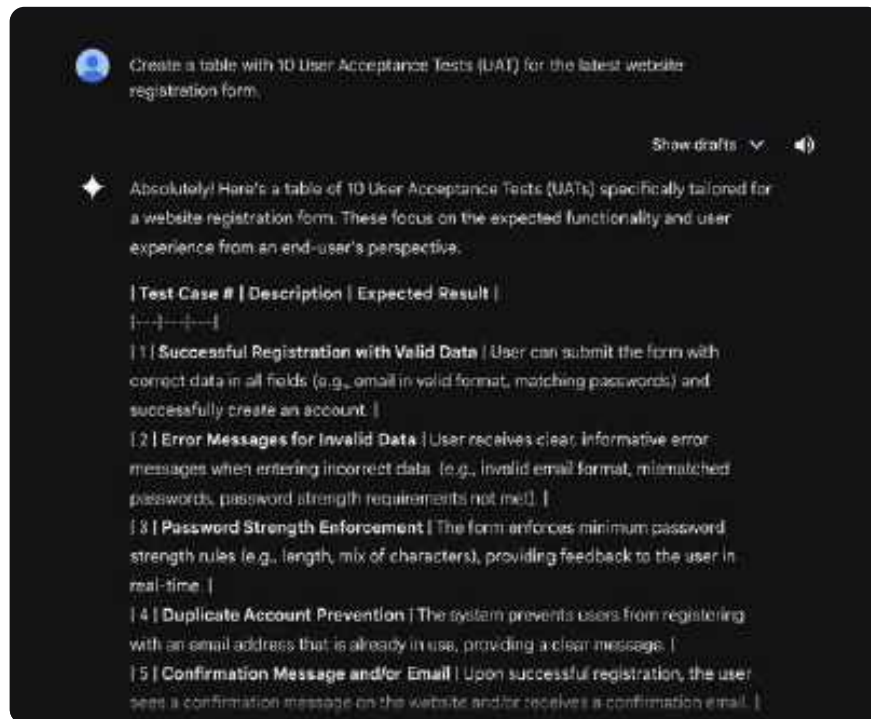 Create a table with 10 User Acceptance Tests (UAT) for the latest website
registration form.
Show drafts
Absolutely! Here's a table of 10 User Acceptance Tests (UATs) specifically tailored for
a website registration form. These focus on the expected functionality and user
experience from an end-user's perspective.
| Test Case # | Description | Expected Result |
|---|---|---|
| 1 | Successful Registration with Valid Data | User can submit the form with
correct data in all fields (e.g., email in valid format, matching passwords) and
successfully create an account. |
| 2 | Error Messages for Invalid Data | User receives clear, informative error
messages when entering incorrect data (e.g., invalid email format, mismatched
passwords, password strength requirements not met). |
| 3 | Password Strength Enforcement | The form enforces minimum password
strength rules (e.g., length, mix of characters), providing feedback to the user in
real-time. |
| 4 | Duplicate Account Prevention | The system prevents users from registering
with an email address that is already in use, providing a clear message. |
| 5 | Confirmation Message and/or Email | Upon successful registration, the user
sees a confirmation message on the website and/or receives a confirmation email. |